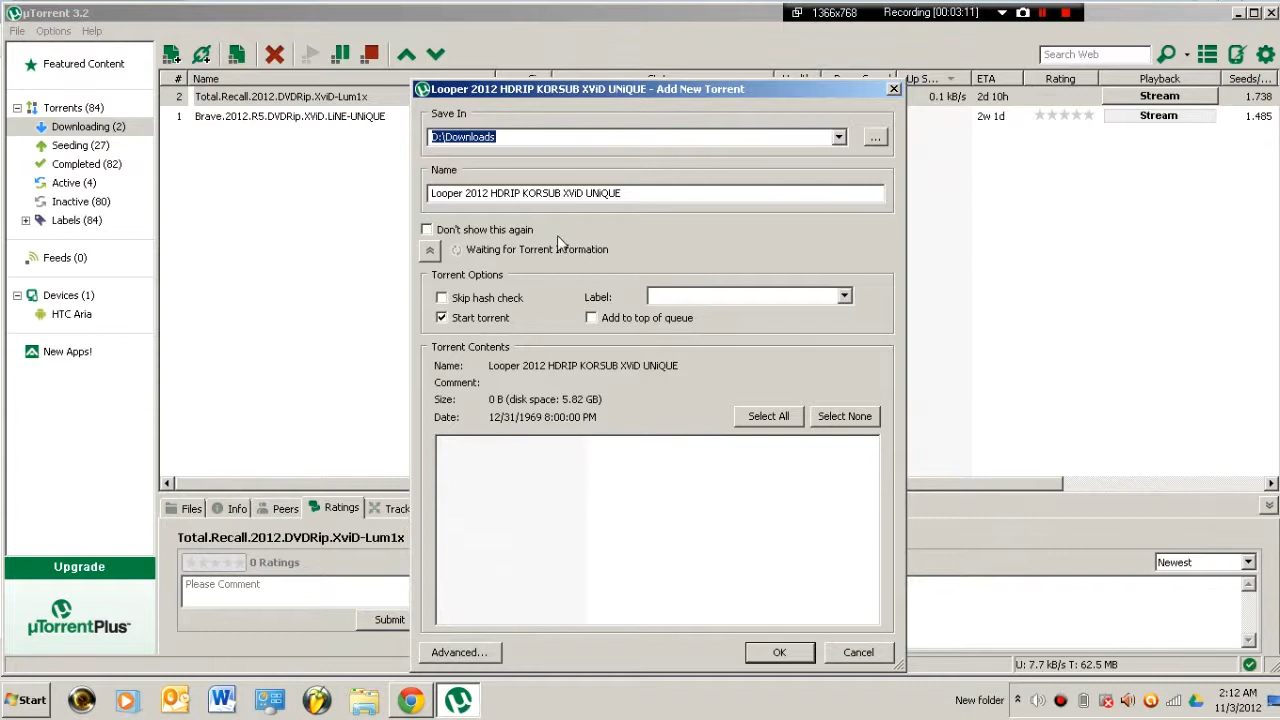 µTorrent 3.2
1366x768
Recording [00:03:11]
File Options Help
Featured Content
Torrents (84)
Downloading (2)
Seeding (27)
Completed (82)
Active (4)
Inactive (80)
Labels (84)
Feeds (0)
Devices (1)
HTC Aria
New Apps!
Upgrade
µTorrentPlus
Search Web
# Name
ETA Rating Playback Seeds/...
2 Total.Recall.2012.DVDRip.XviD-Lum1x
0.1 kB/s 2d 10h Stream 1.738
1 Brave.2012.R5.DVDRip.XViD.LiNE-UNiQUE
2w 1d Stream 1.485
Looper 2012 HDRIP KORSUB XViD UNiQUE - Add New Torrent
Save In
D:\Downloads
...
Name
Looper 2012 HDRIP KORSUB XViD UNiQUE
Don't show this again
Waiting for Torrent Information
Torrent Options
Skip hash check Label:
Start torrent Add to top of queue
Torrent Contents
Name: Looper 2012 HDRIP KORSUB XViD UNiQUE
Comment:
Size: 0 B (disk space: 5.82 GB)
Date: 12/31/1969 8:00:00 PM
Select All Select None
Advanced... OK Cancel
Files Info Peers Ratings Track
Total.Recall.2012.DVDRip.XviD-Lum1x
0 Ratings
Newest
Please Comment
Submit
U: 7.7 kB/s T: 62.5 MB
Start
New folder
2:12 AM
11/3/2012